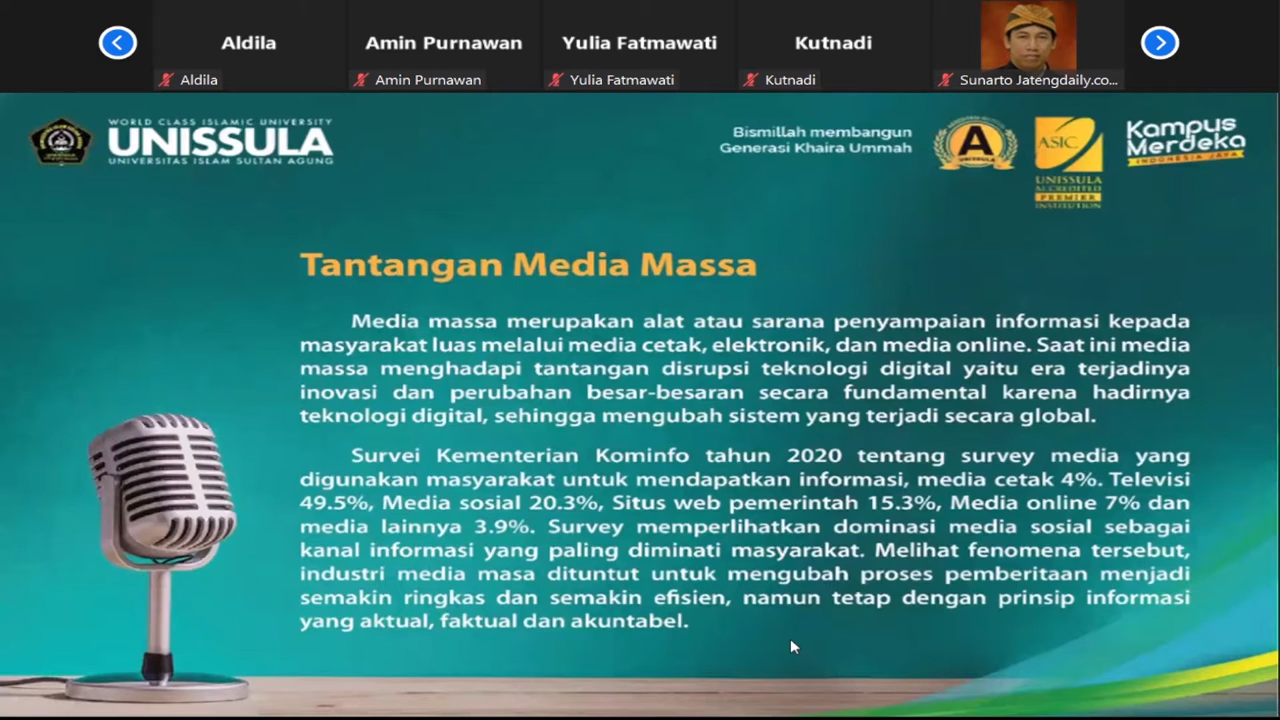 Aldila
Amin Purnawan
Yulia Fatmawati
Kutnadi
Aldila
Amin Purnawan
Yulia Fatmawati
Kutnadi
Sunarto Jatengdaily.co...
WORLD CLASS ISLAMIC UNIVERSITY
UNISSULA
UNIVERSITAS ISLAM SULTAN AGUNG
Bismillah membangun
Generasi Khaira Ummah
A
UNISSULA
ASIC
UNISSULA
ACCREDITED
PREMIER
INSTITUTION
Kampus
Merdeka
INDONESIA JAYA
Tantangan Media Massa
Media massa merupakan alat atau sarana penyampaian informasi kepada
masyarakat luas melalui media cetak, elektronik, dan media online. Saat ini media
massa menghadapi tantangan disrupsi teknologi digital yaitu era terjadinya
inovasi dan perubahan besar-besaran secara fundamental karena hadirnya
teknologi digital, sehingga mengubah sistem yang terjadi secara global.
Survei Kementerian Kominfo tahun 2020 tentang survey media yang
digunakan masyarakat untuk mendapatkan informasi, media cetak 4%. Televisi
49.5%, Media sosial 20.3%, Situs web pemerintah 15.3%, Media online 7% dan
media lainnya 3.9%. Survey memperlihatkan dominasi media sosial sebagai
kanal informasi yang paling diminati masyarakat. Melihat fenomena tersebut,
industri media masa dituntut untuk mengubah proses pemberitaan menjadi
semakin ringkas dan semakin efisien, namun tetap dengan prinsip informasi
yang aktual, faktual dan akuntabel.